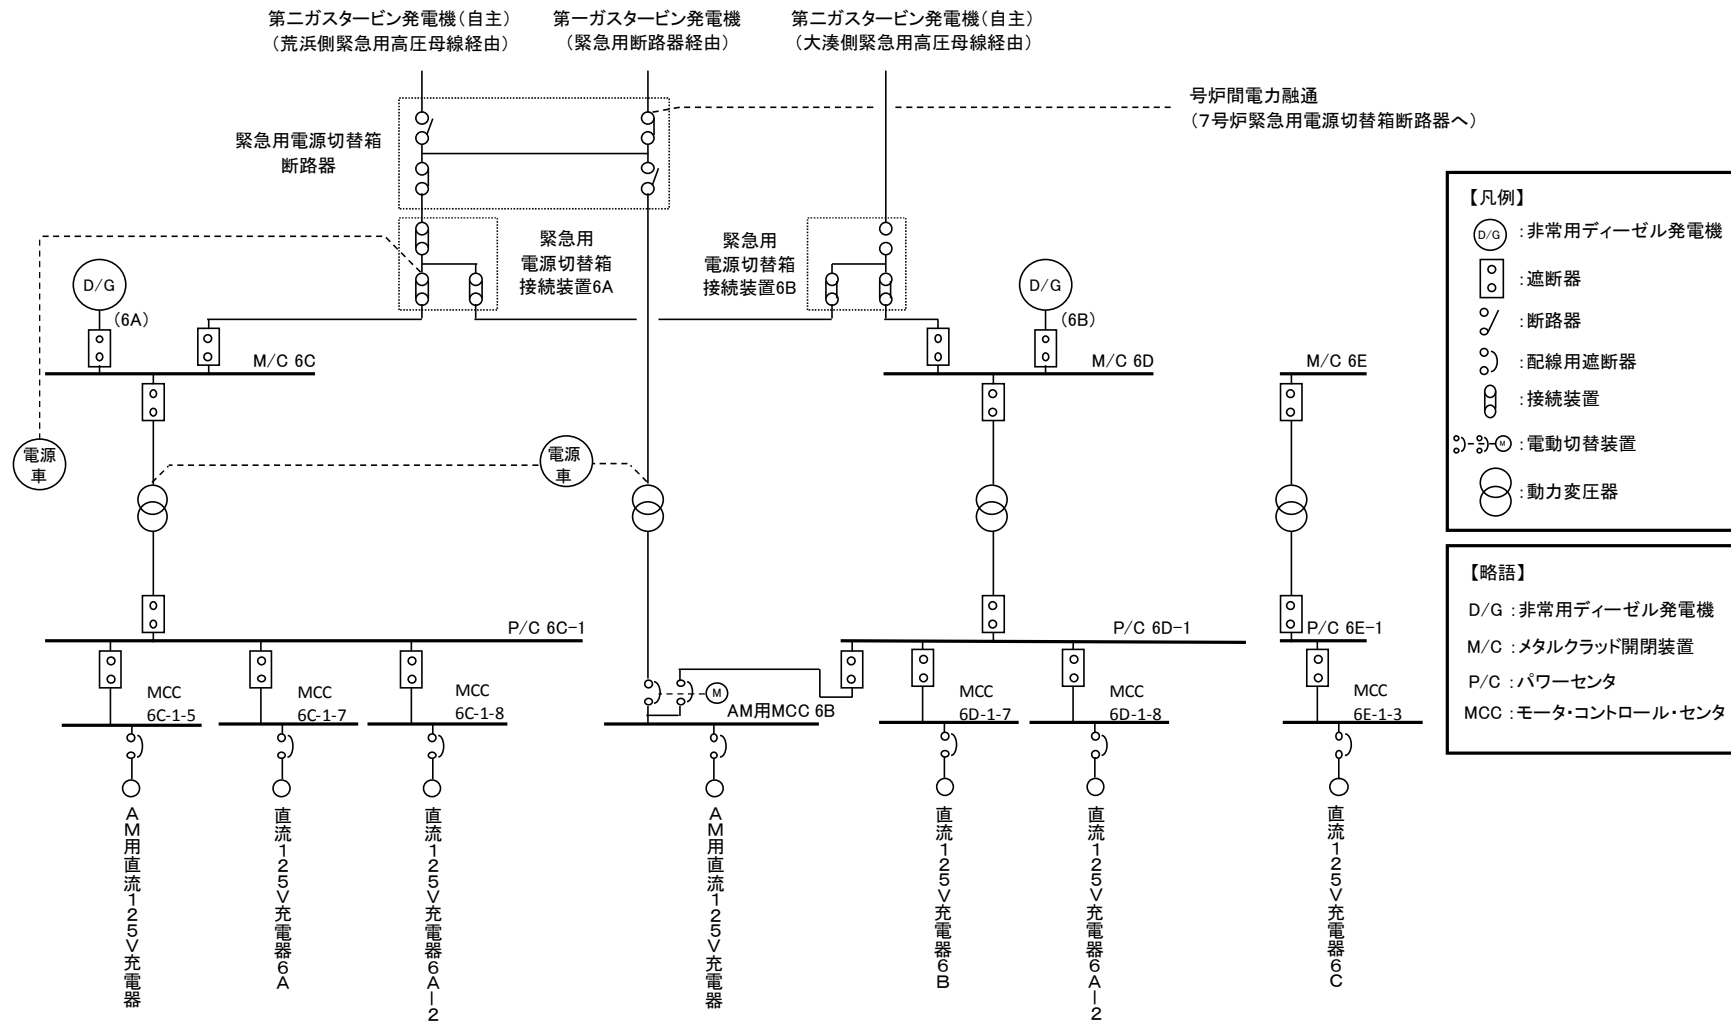 第二ガスタービン発電機(自主)
(荒浜側緊急用高圧母線経由)
第一ガスタービン発電機
(緊急用断路器経由)
第二ガスタービン発電機(自主)
(大湊側緊急用高圧母線経由)
号炉間電力融通
(7号炉緊急用電源切替箱断路器へ)
緊急用電源切替箱
断路器
緊急用
電源切替箱
接続装置6A
緊急用
電源切替箱
接続装置6B
D/G
(6A)
D/G
(6B)
M/C 6C
M/C 6D
M/C 6E
電源
車
電源
車
P/C 6C-1
P/C 6D-1
P/C 6E-1
MCC
6C-1-5
MCC
6C-1-7
MCC
6C-1-8
M
AM用MCC 6B
MCC
6D-1-7
MCC
6D-1-8
MCC
6E-1-3
AM用直流125V充電器
直流125V充電器6A
直流125V充電器6A-2
AM用直流125V充電器
直流125V充電器6B
直流125V充電器6A-2
直流125V充電器6C
【凡例】
D/G :非常用ディーゼル発電機
:遮断器
:断路器
:配線用遮断器
:接続装置
M :電動切替装置
:動力変圧器
【略語】
D/G :非常用ディーゼル発電機
M/C :メタルクラッド開閉装置
P/C :パワーセンタ
MCC :モータ・コントロール・センタ